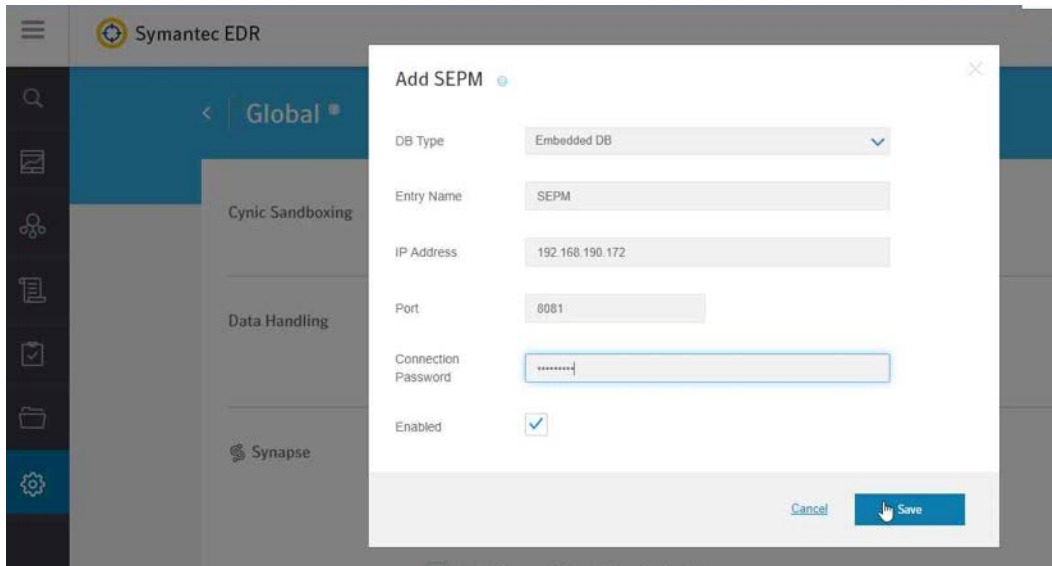 Symantec EDR
Global
Cynic Sandboxing
Data Handling
Synapse
Add SEPM
DB Type
Embedded DB
Entry Name
SEPM
IP Address
192.168.190.172
Port
8081
Connection
Password
•••••••••
Enabled
Cancel
Save